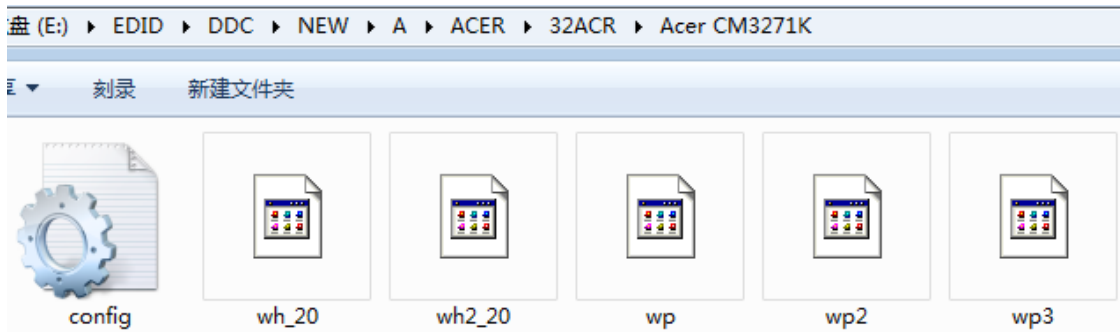 盘 (E:) ▸ EDID ▸ DDC ▸ NEW ▸ A ▸ ACER ▸ 32ACR ▸ Acer CM3271K
刻录 新建文件夹
config wh_20 wh2_20 wp wp2 wp3